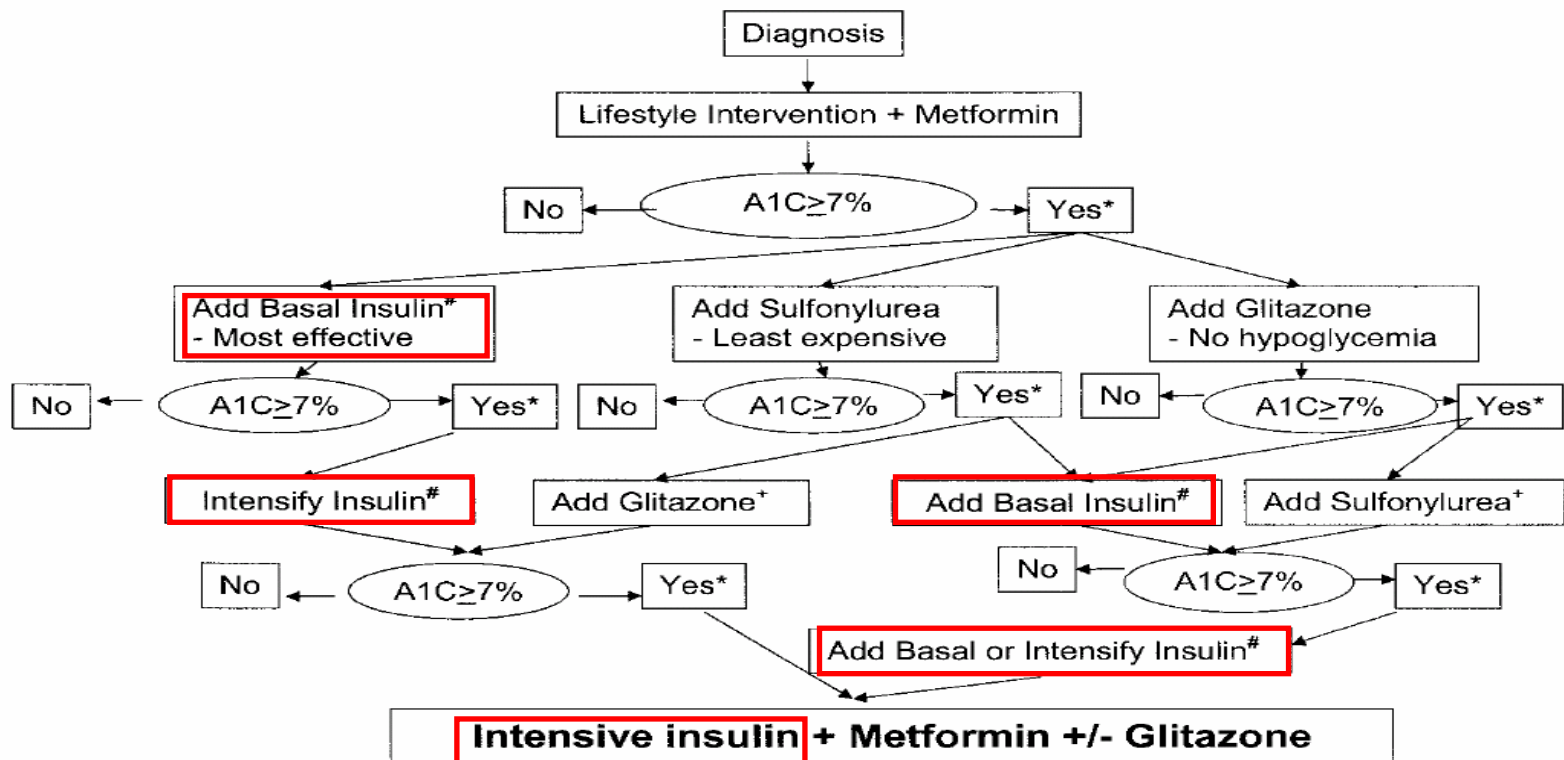 Diagnosis
Lifestyle Intervention + Metformin
No
A1C≥7%
Yes*
Add Basal Insulin#
- Most effective
Add Sulfonylurea
- Least expensive
Add Glitazone
- No hypoglycemia
No
A1C≥7%
Yes*
No
A1C≥7%
Yes*
No
A1C≥7%
Yes*
Intensify Insulin#
Add Glitazone+
Add Basal Insulin#
Add Sulfonylurea+
No
A1C≥7%
Yes*
No
A1C≥7%
Yes*
Add Basal or Intensify Insulin#
Intensive insulin + Metformin +/- Glitazone